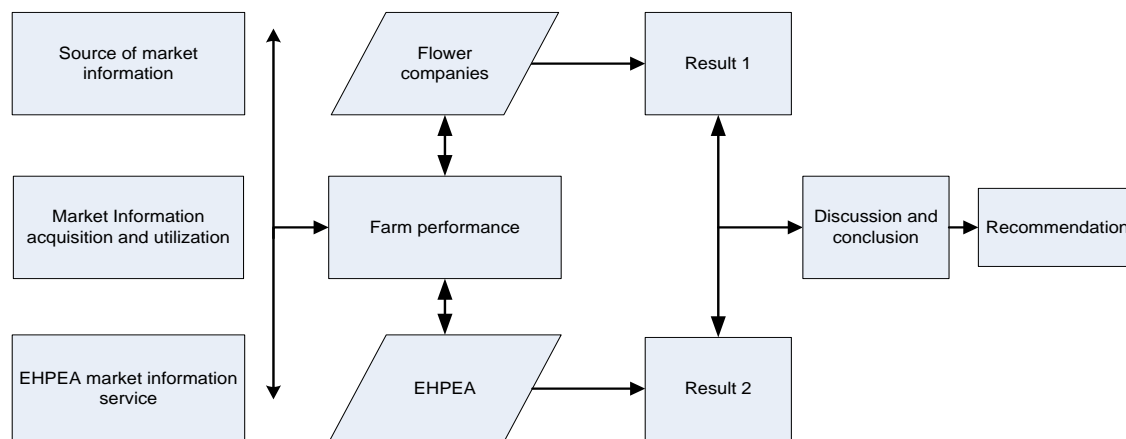 Source of market
information
Flower
companies
Result 1
Market Information
acquisition and utilization
Farm performance
Discussion and
conclusion
Recommendation
EHPEA market information
service
EHPEA
Result 2